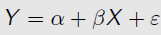 Y = α + βX + ε